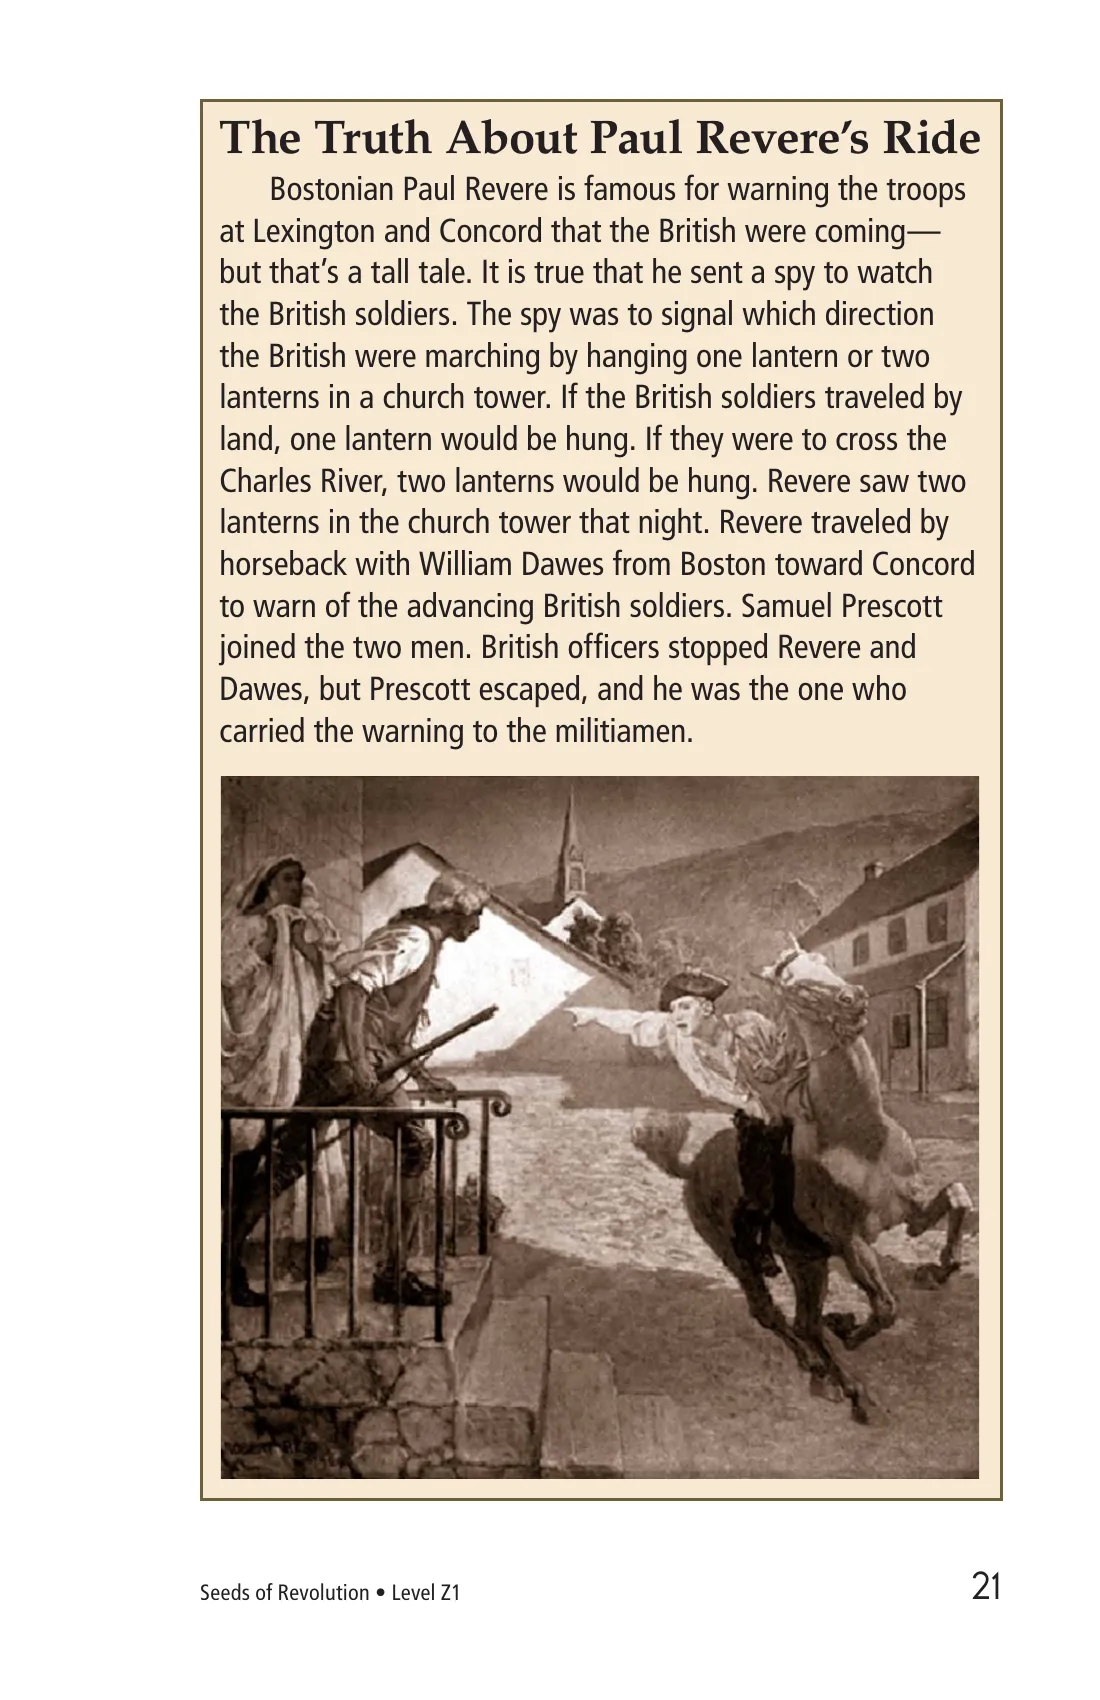 The Truth About Paul Revere’s Ride
Bostonian Paul Revere is famous for warning the troops
at Lexington and Concord that the British were coming—
but that’s a tall tale. It is true that he sent a spy to watch
the British soldiers. The spy was to signal which direction
the British were marching by hanging one lantern or two
lanterns in a church tower. If the British soldiers traveled by
land, one lantern would be hung. If they were to cross the
Charles River, two lanterns would be hung. Revere saw two
lanterns in the church tower that night. Revere traveled by
horseback with William Dawes from Boston toward Concord
to warn of the advancing British soldiers. Samuel Prescott
joined the two men. British officers stopped Revere and
Dawes, but Prescott escaped, and he was the one who
carried the warning to the militiamen.
Seeds of Revolution • Level Z1
21